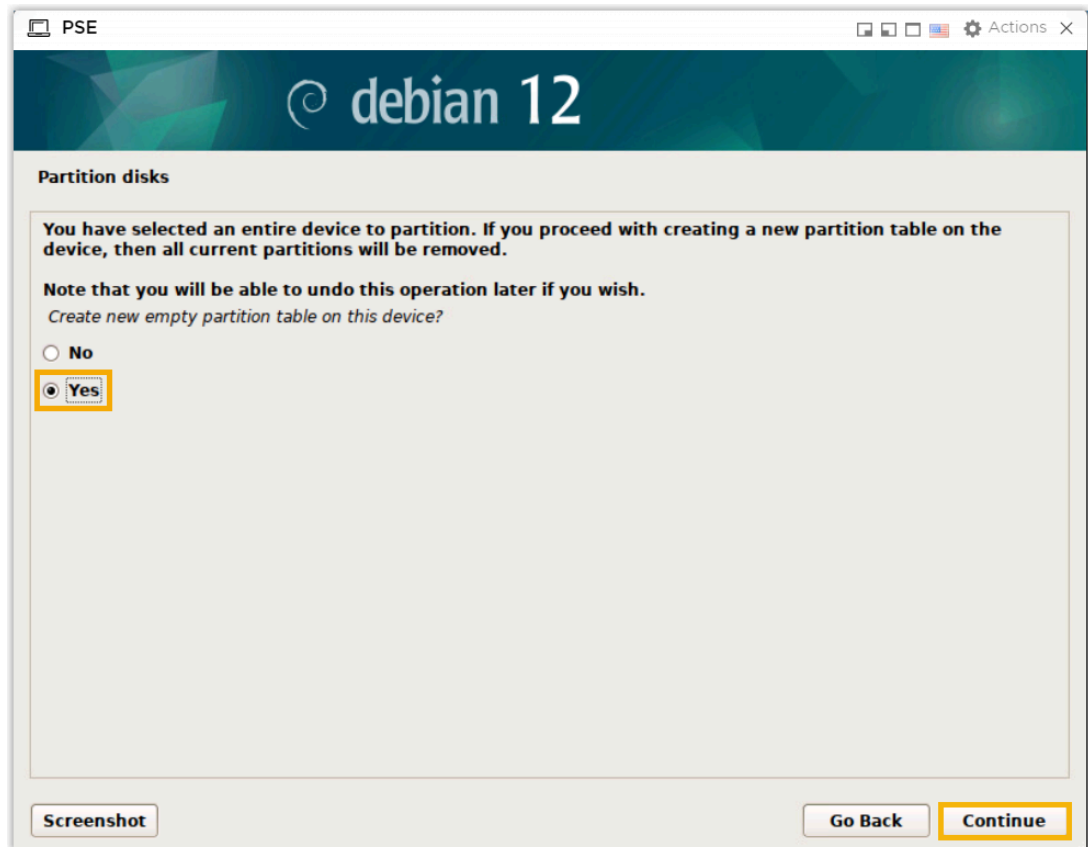 PSE
Actions
debian 12
Partition disks
You have selected an entire device to partition. If you proceed with creating a new partition table on the
device, then all current partitions will be removed.
Note that you will be able to undo this operation later if you wish.
Create new empty partition table on this device?
No
Yes
Screenshot
Go Back
Continue